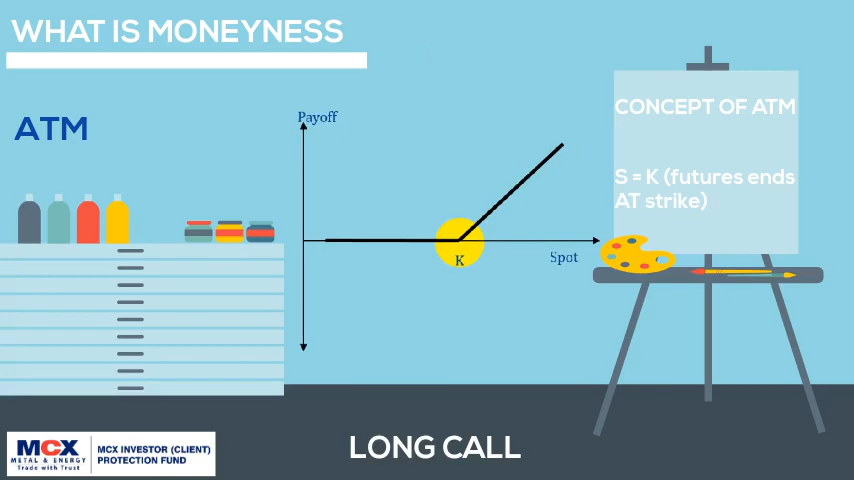 WHAT IS MONEYNESS
ATM
Payoff
K
Spot
CONCEPT OF ATM
S = K (futures ends
AT strike)
LONG CALL
MCX
METAL & ENERGY
Trade with Trust
MCX INVESTOR (CLIENT)
PROTECTION FUND